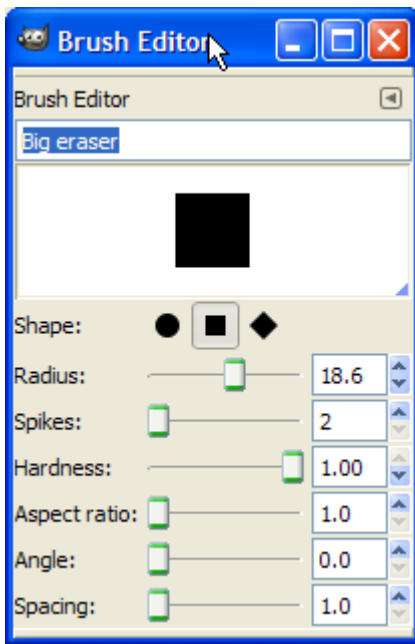 Brush Editor
Brush Editor
Big eraser
Shape:
Radius: 18.6
Spikes: 2
Hardness: 1.00
Aspect ratio: 1.0
Angle: 0.0
Spacing: 1.0